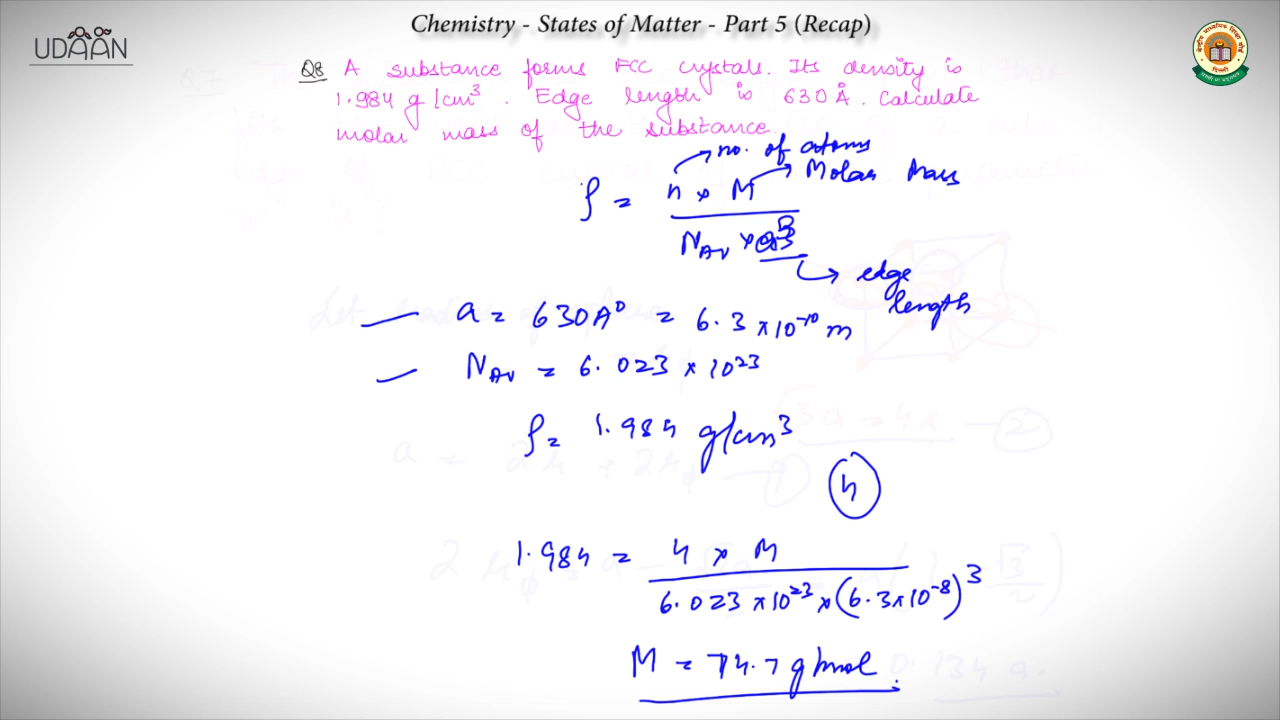 Chemistry - States of Matter - Part 5 (Recap)
UDAAN
Q8 A substance forms FCC crystals. Its density is
1.984 g/cm³. Edge length is 630 Å. Calculate
molar mass of the substance.
no. of atoms
Molar Mass
ρ = n × M / N_AV × a³
edge
length
a = 630A⁰ = 6.3 × 10⁻¹⁰ m
N_AV = 6.023 × 10²³
ρ = 1.984 g/cm³
4
1.984 = 4 × M / 6.023 × 10²³ × (6.3 × 10⁻⁸)³
M = 74.7 g/mol.